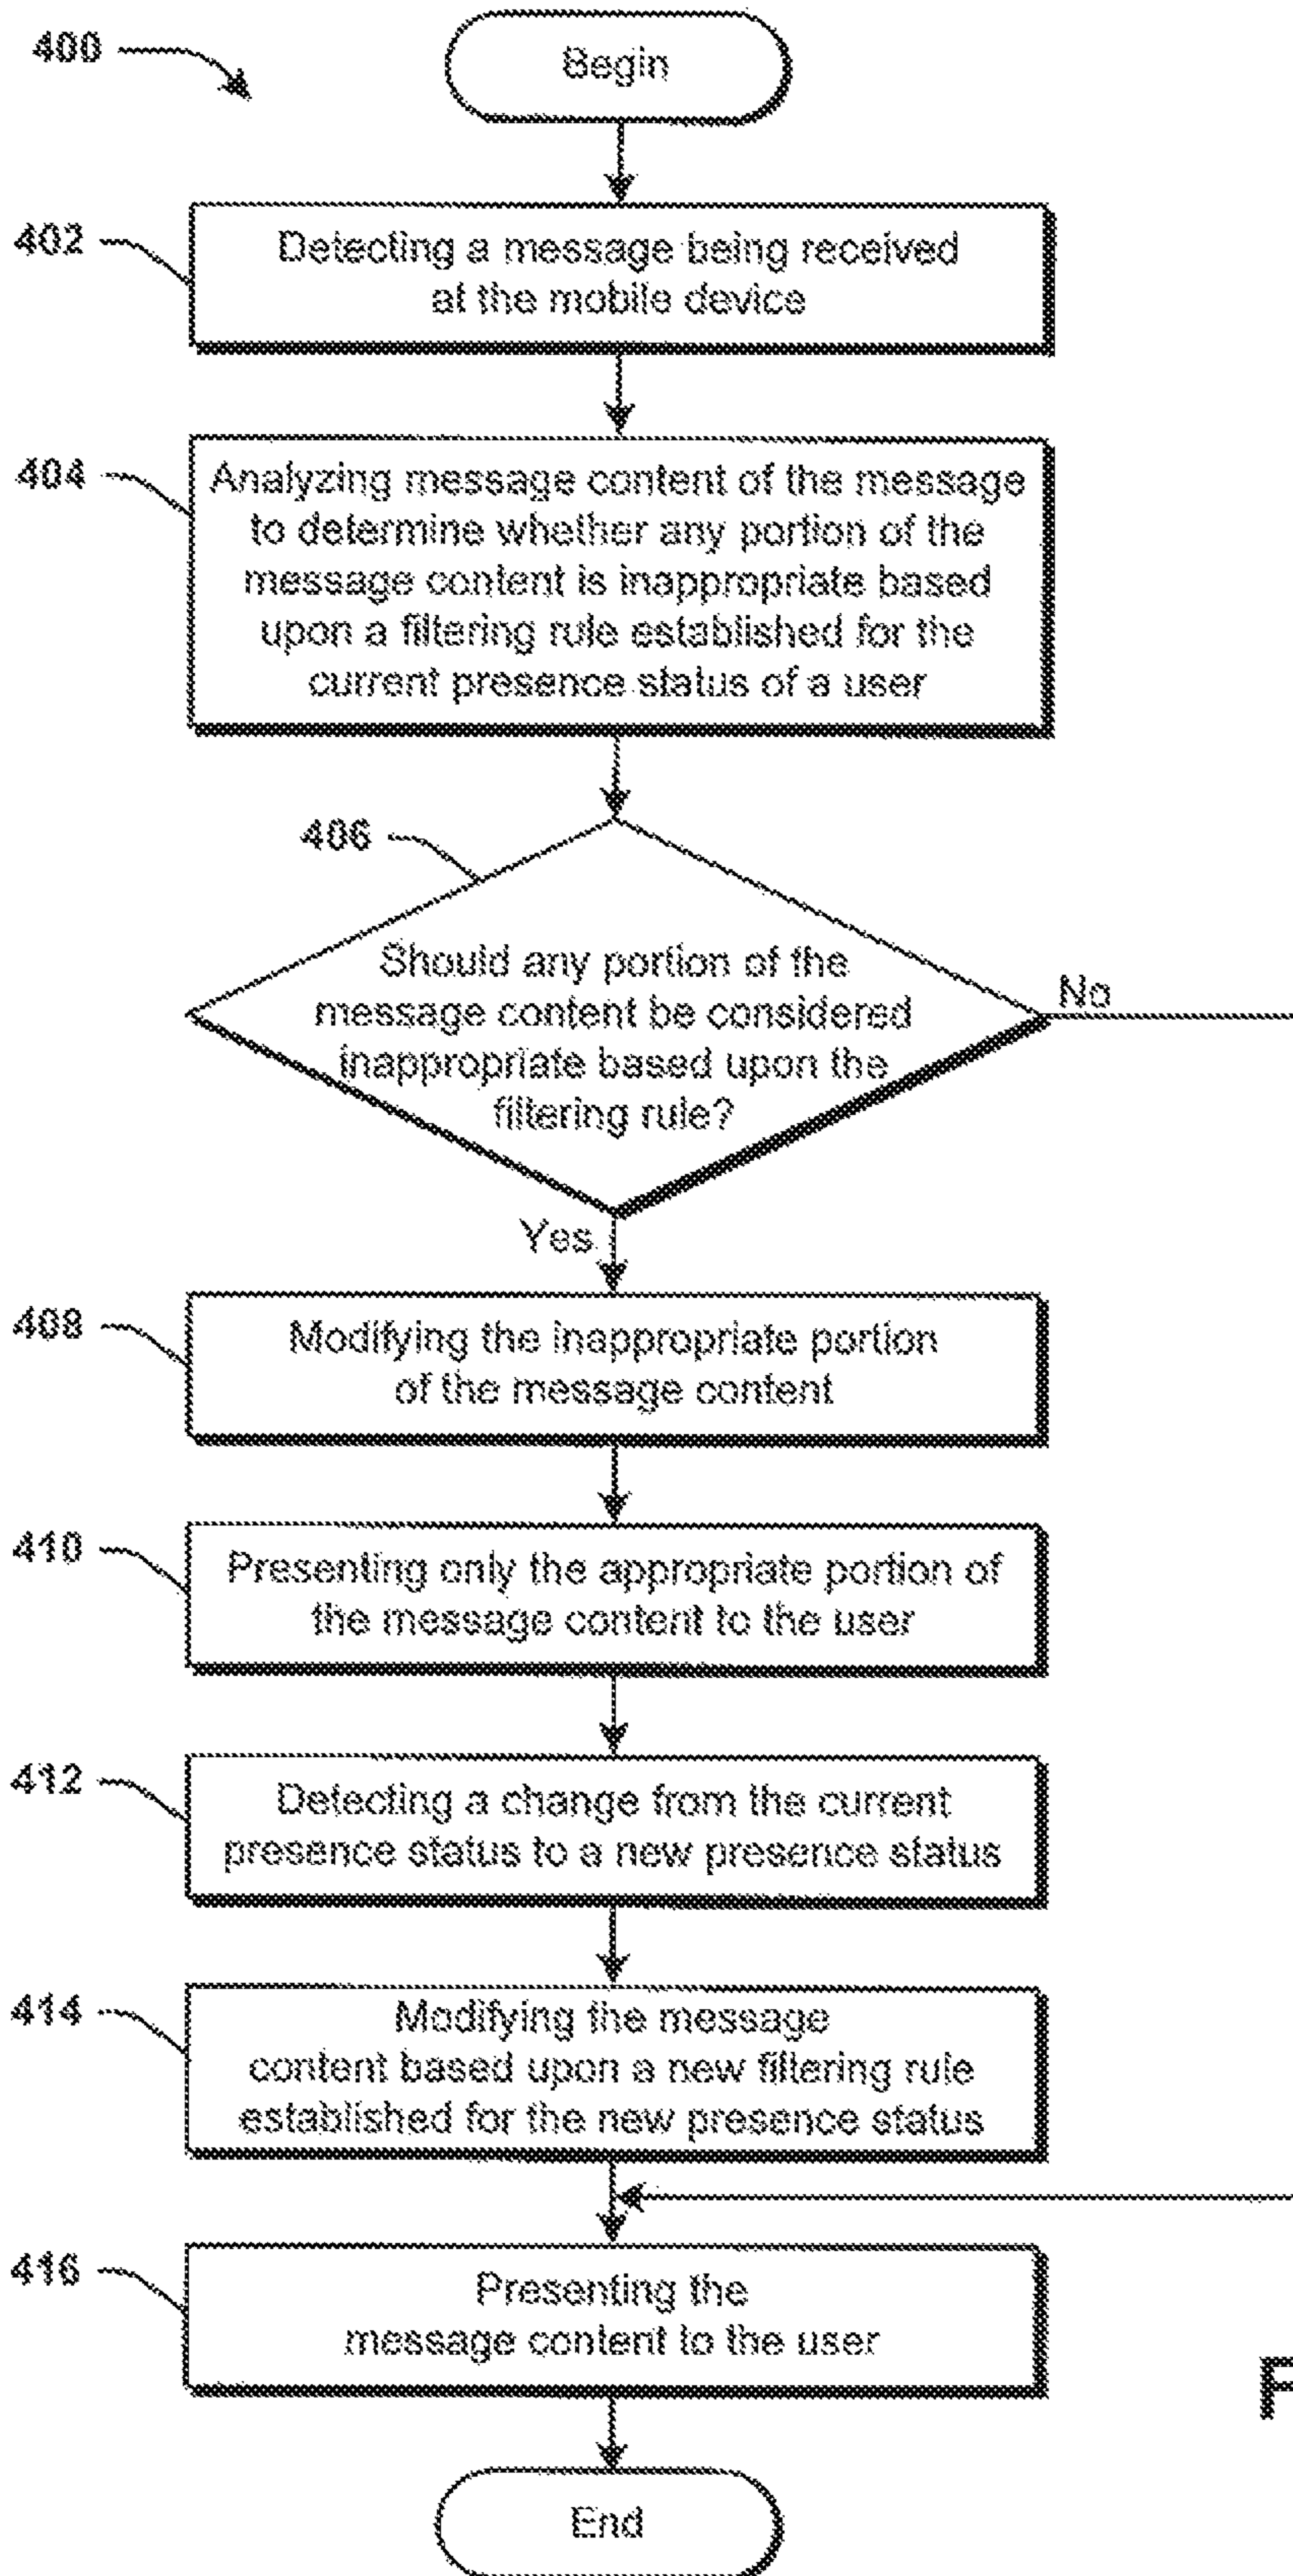 400
Begin
402
Detecting a message being received
at the mobile device
404
Analyzing message content of the message
to determine whether any portion of the
message content is inappropriate based
upon a filtering rule established for the
current presence status of a user
406
Should any portion of the
message content be considered
inappropriate based upon the
filtering rule?
No
Yes
408
Modifying the inappropriate portion
of the message content
410
Presenting only the appropriate portion of
the message content to the user
412
Detecting a change from the current
presence status to a new presence status
414
Modifying the message
content based upon a new filtering rule
established for the new presence status
416
Presenting the
message content to the user
F
End